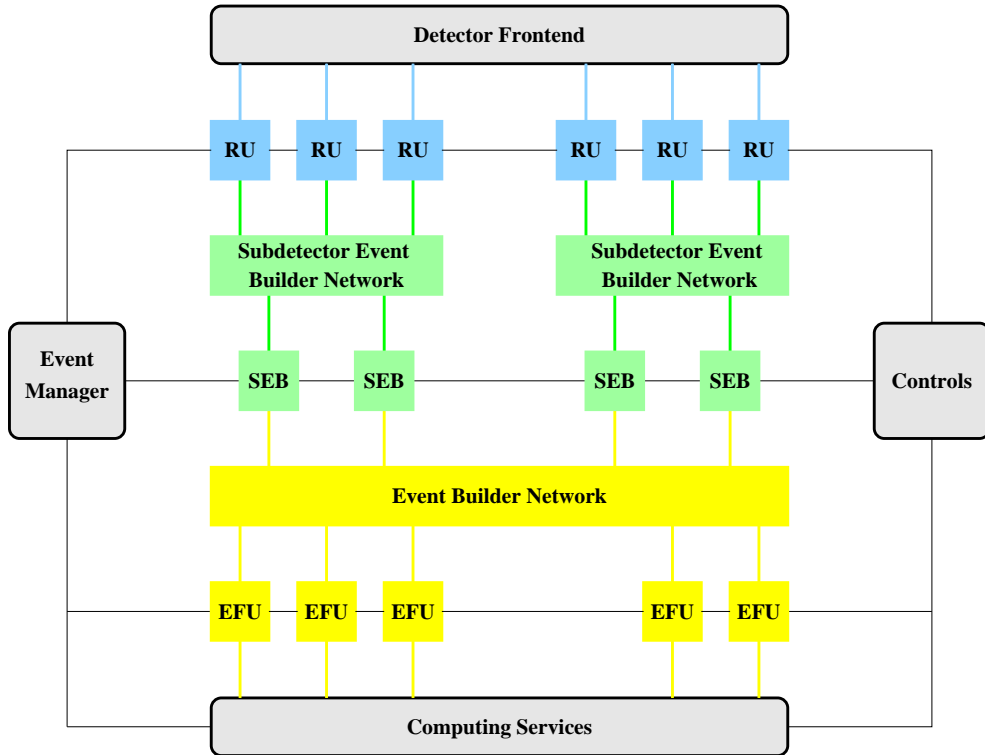 Detector Frontend
RU RU RU RU RU RU
Subdetector Event
Builder Network
Subdetector Event
Builder Network
Event
Manager
SEB SEB SEB SEB
Controls
Event Builder Network
EFU EFU EFU EFU EFU
Computing Services